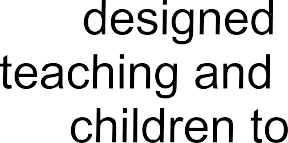 designed
teaching and
children to